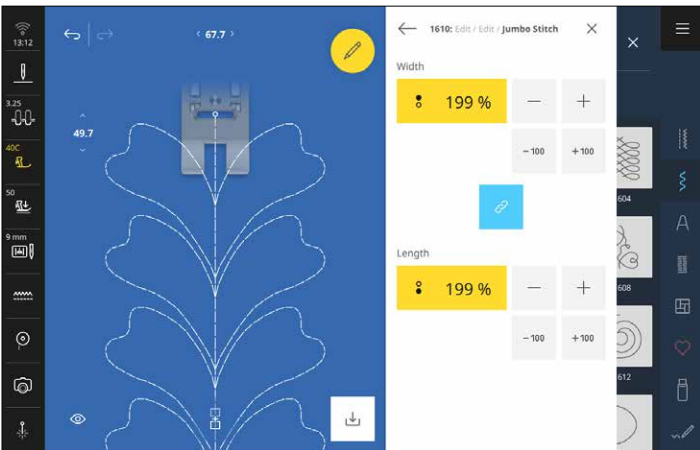 13:12
< 67.7 >
1610: Edit / Edit / Jumbo Stitch
Width
3.25
199 %
− +
49.7
40C
−100 +100
50
604
9 mm
Length
199 %
− +
608
−100 +100
612
A